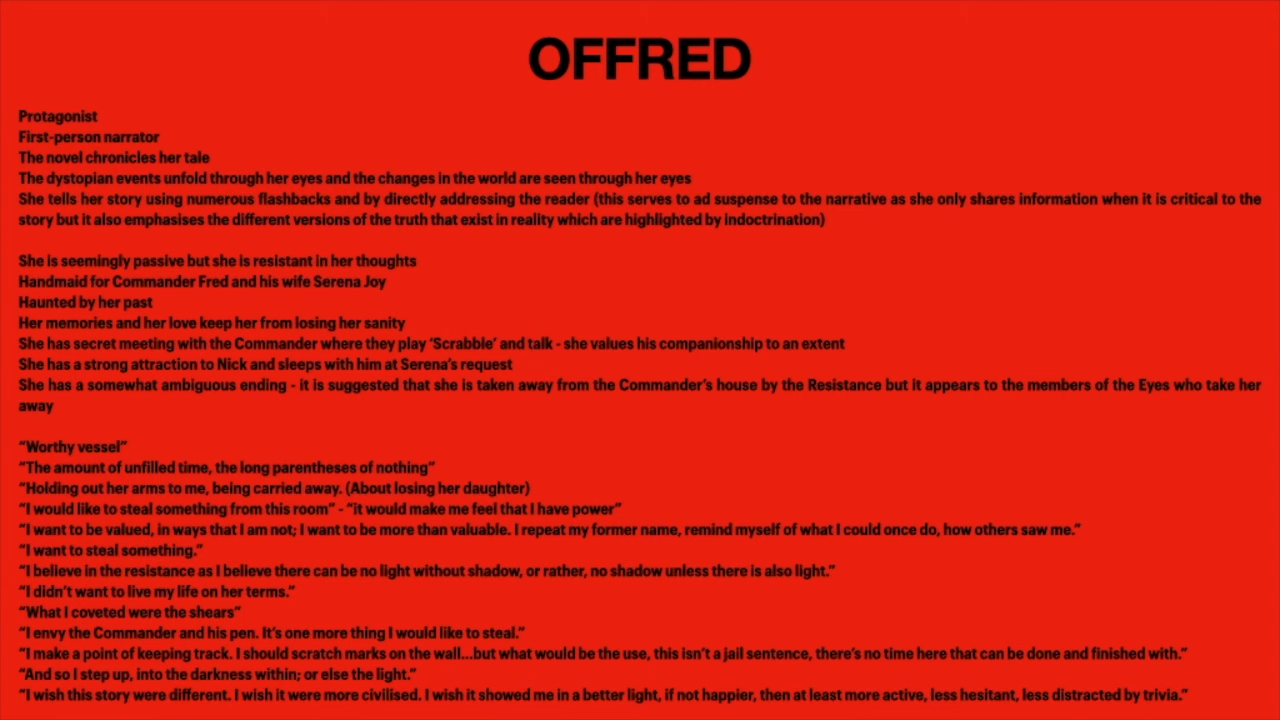 OFFRED
Protagonist
First-person narrator
The novel chronicles her tale
The dystopian events unfold through her eyes and the changes in the world are seen through her eyes
She tells her story using numerous flashbacks and by directly addressing the reader (this serves to ad suspense to the narrative as she only shares information when it is critical to the
story but it also emphasises the different versions of the truth that exist in reality which are highlighted by indoctrination)
She is seemingly passive but she is resistant in her thoughts
Handmaid for Commander Fred and his wife Serena Joy
Haunted by her past
Her memories and her love keep her from losing her sanity
She has secret meeting with the Commander where they play ‘Scrabble’ and talk - she values his companionship to an extent
She has a strong attraction to Nick and sleeps with him at Serena’s request
She has a somewhat ambiguous ending - it is suggested that she is taken away from the Commander’s house by the Resistance but it appears to the members of the Eyes who take her
away
“Worthy vessel”
“The amount of unfilled time, the long parentheses of nothing”
“Holding out her arms to me, being carried away. (About losing her daughter)
“I would like to steal something from this room” - “it would make me feel that I have power”
“I want to be valued, in ways that I am not; I want to be more than valuable. I repeat my former name, remind myself of what I could once do, how others saw me.”
“I want to steal something.”
“I believe in the resistance as I believe there can be no light without shadow, or rather, no shadow unless there is also light.”
“I didn’t want to live my life on her terms.”
“What I coveted were the shears”
“I envy the Commander and his pen. It’s one more thing I would like to steal.”
“I make a point of keeping track. I should scratch marks on the wall...but what would be the use, this isn’t a jail sentence, there’s no time here that can be done and finished with.”
“And so I step up, into the darkness within; or else the light.”
“I wish this story were different. I wish it were more civilised. I wish it showed me in a better light, if not happier, then at least more active, less hesitant, less distracted by trivia.”